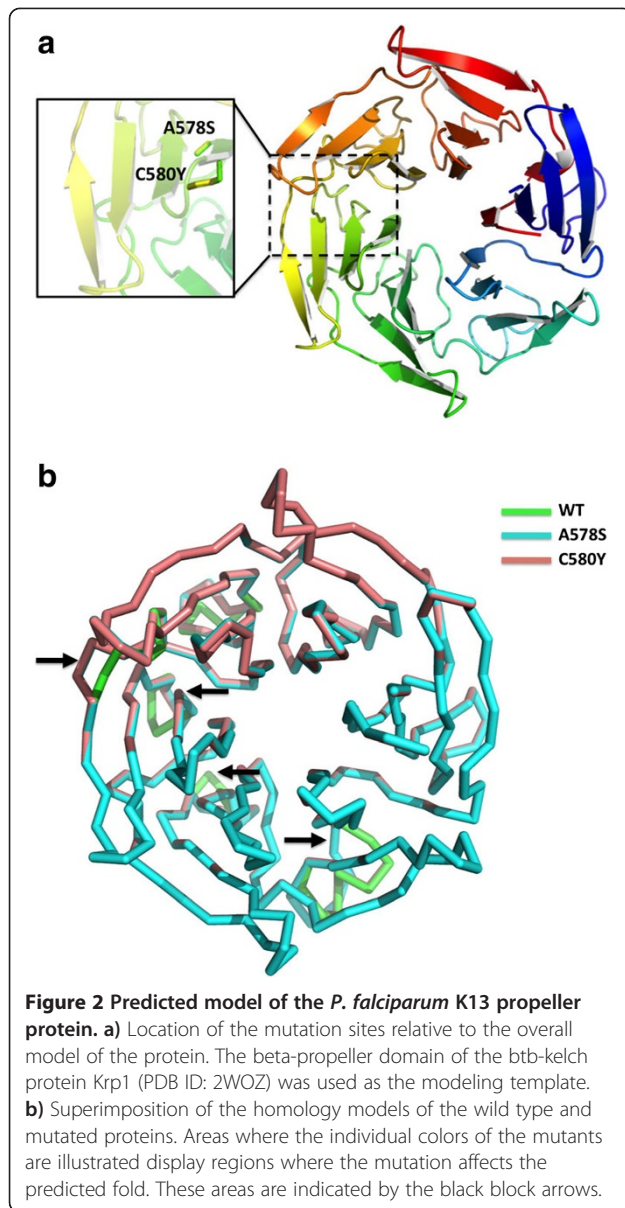 a
A578S
C580Y
b
WT
A578S
C580Y
Figure 2 Predicted model of the P. falciparum K13 propeller
protein. a) Location of the mutation sites relative to the overall
model of the protein. The beta-propeller domain of the btb-kelch
protein Krp1 (PDB ID: 2WOZ) was used as the modeling template.
b) Superimposition of the homology models of the wild type and
mutated proteins. Areas where the individual colors of the mutants
are illustrated display regions where the mutation affects the
predicted fold. These areas are indicated by the black block arrows.